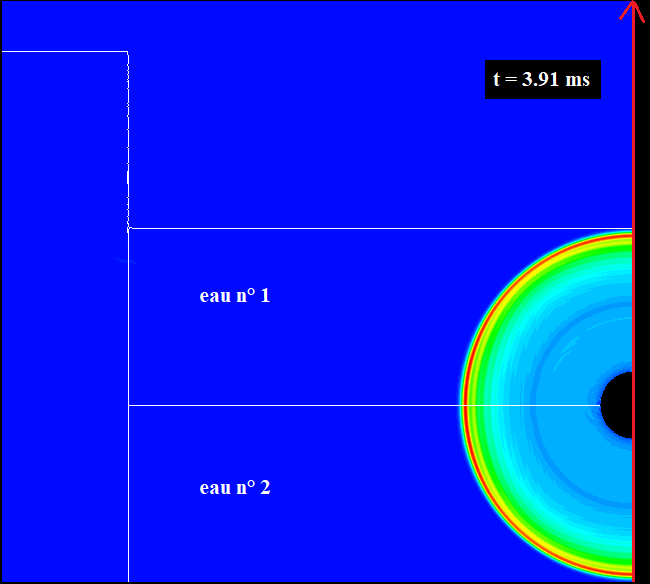 t = 3.91 ms
eau n° 1
eau n° 2